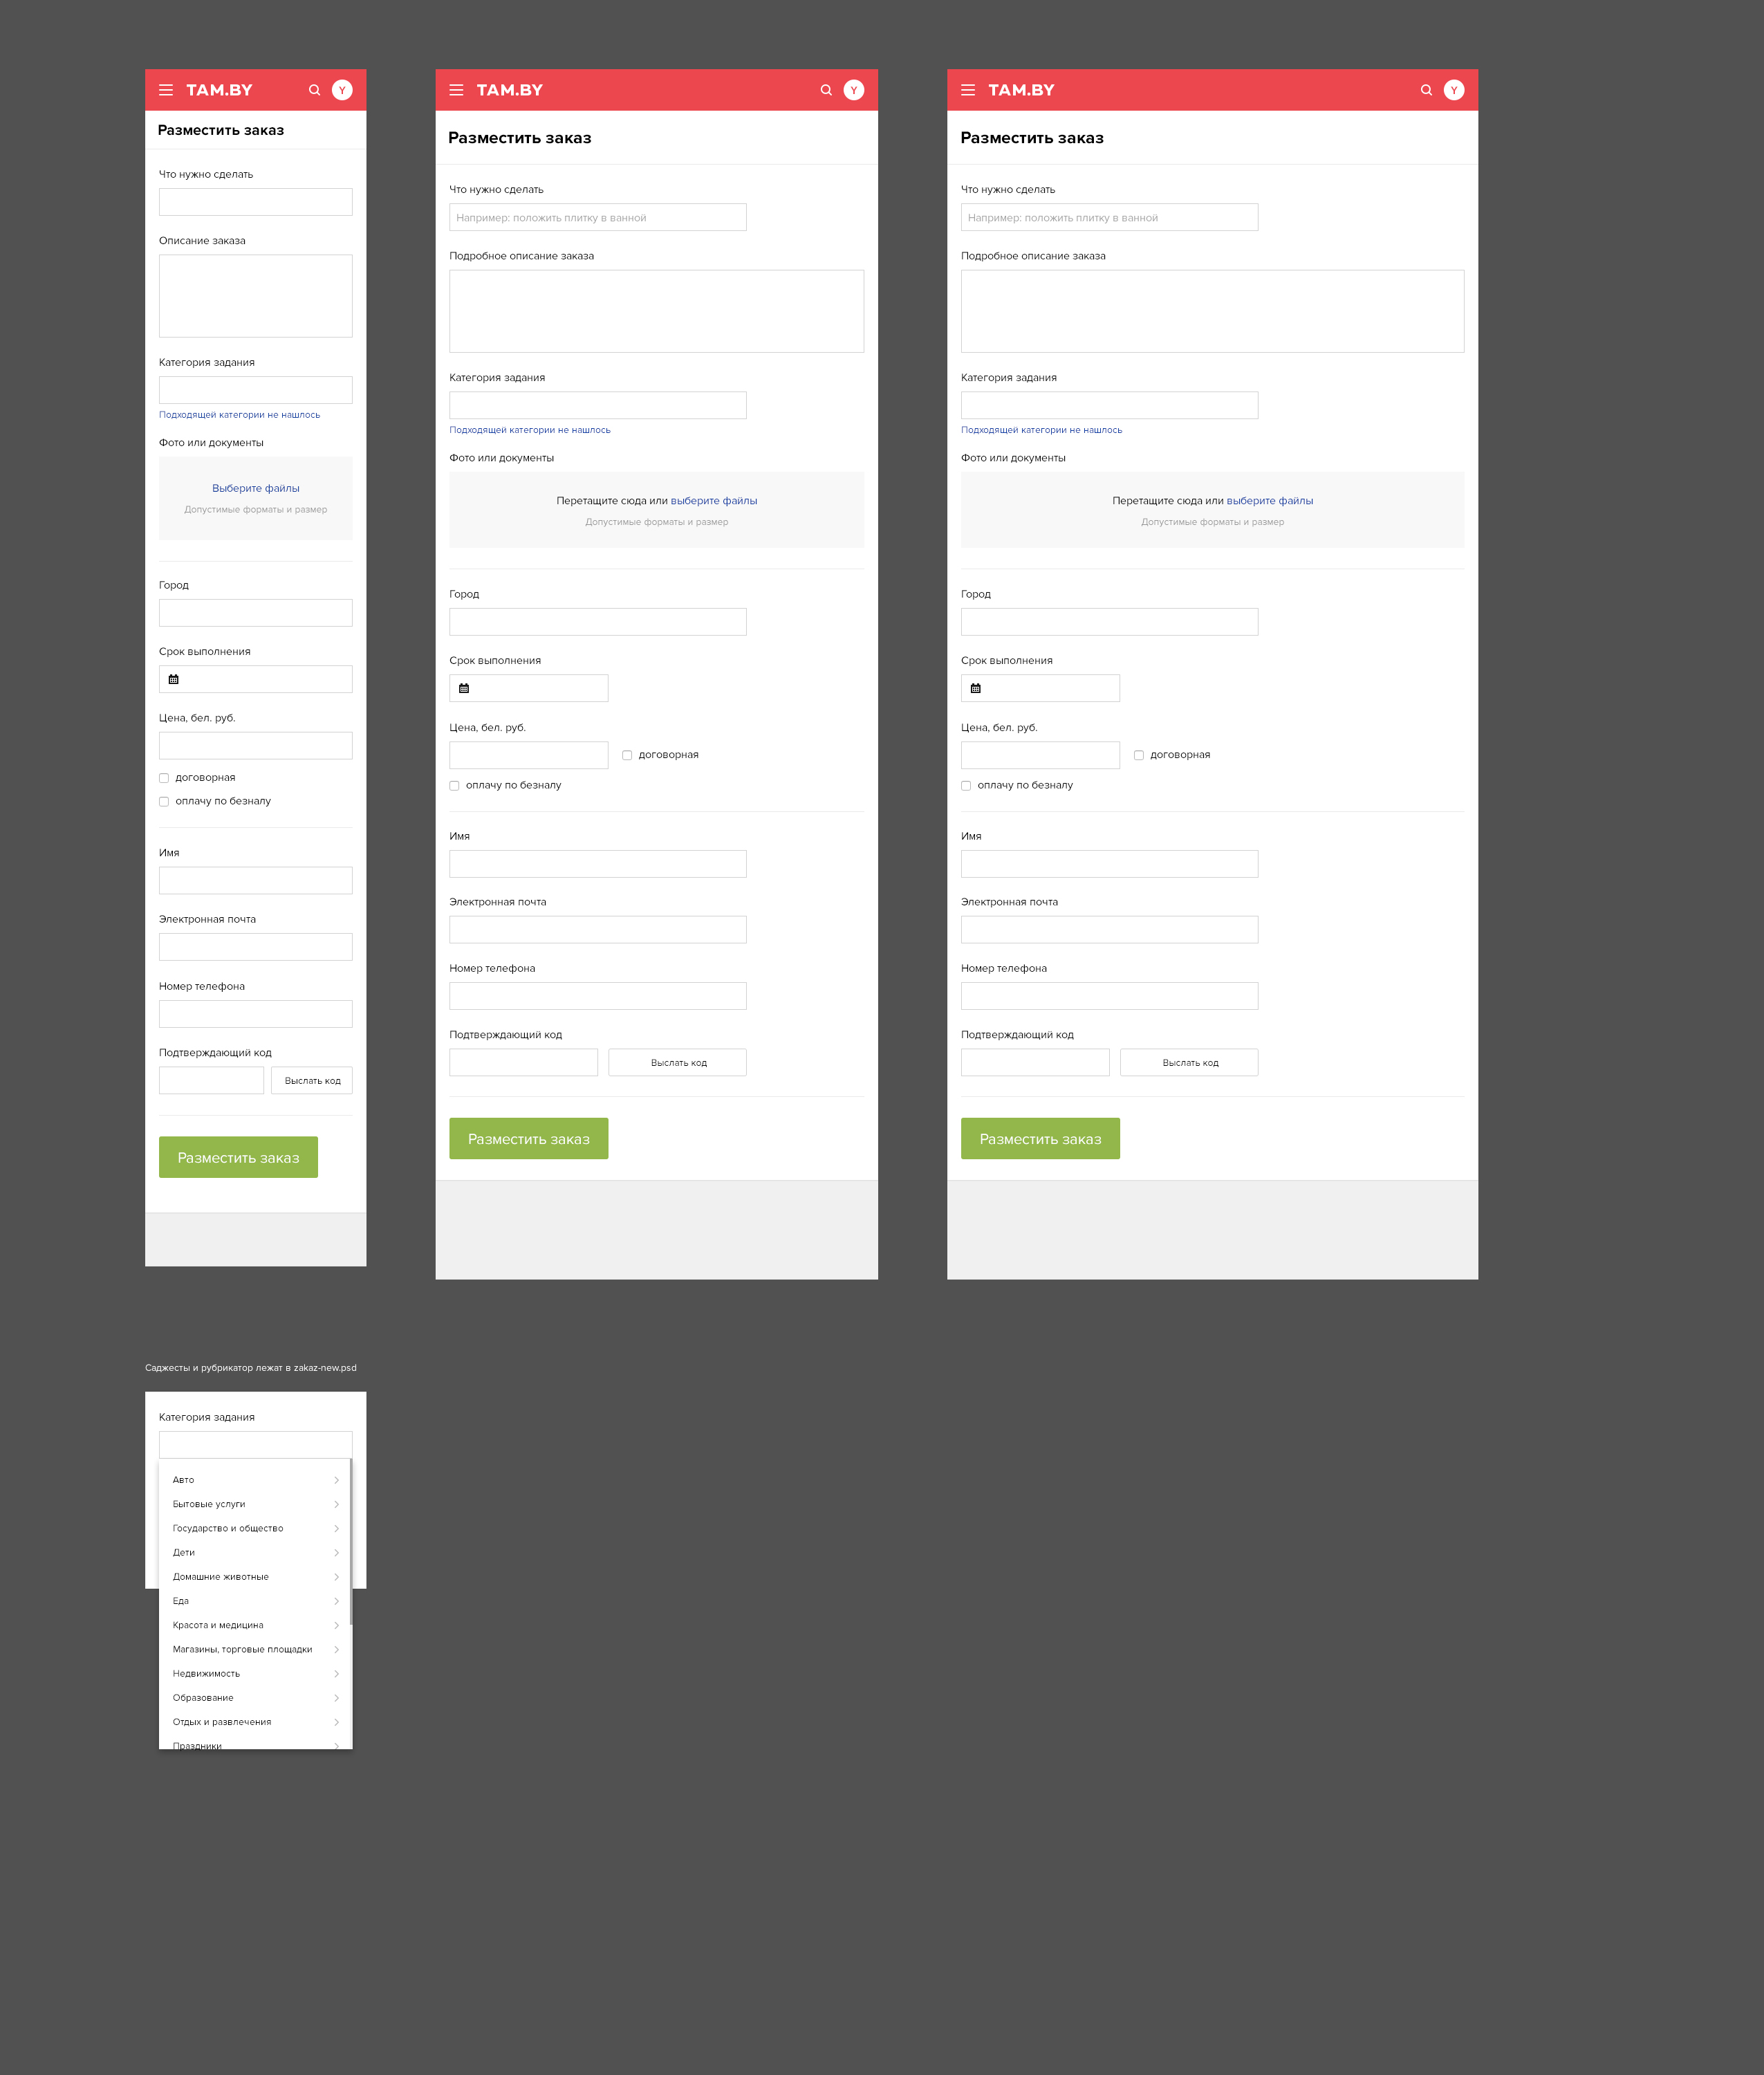 TAM.BY
Y
Разместить заказ
Что нужно сделать
Описание заказа
Категория задания
Подходящей категории не нашлось
Фото или документы
Выберите файлы
Допустимые форматы и размер
Город
Срок выполнения
Цена, бел. руб.
договорная
оплачу по безналу
Имя
Электронная почта
Номер телефона
Подтверждающий код
Выслать код
Разместить заказ
TAM.BY
Y
Разместить заказ
Что нужно сделать
Например: положить плитку в ванной
Подробное описание заказа
Категория задания
Подходящей категории не нашлось
Фото или документы
Перетащите сюда или выберите файлы
Допустимые форматы и размер
Город
Срок выполнения
Цена, бел. руб.
договорная
оплачу по безналу
Имя
Электронная почта
Номер телефона
Подтверждающий код
Выслать код
Разместить заказ
TAM.BY
Y
Разместить заказ
Что нужно сделать
Например: положить плитку в ванной
Подробное описание заказа
Категория задания
Подходящей категории не нашлось
Фото или документы
Перетащите сюда или выберите файлы
Допустимые форматы и размер
Город
Срок выполнения
Цена, бел. руб.
договорная
оплачу по безналу
Имя
Электронная почта
Номер телефона
Подтверждающий код
Выслать код
Разместить заказ
Саджесты и рубрикатор лежат в zakaz-new.psd
Категория задания
Авто
Бытовые услуги
Государство и общество
Дети
Домашние животные
Еда
Красота и медицина
Магазины, торговые площадки
Недвижимость
Образование
Отдых и развлечения
Праздники